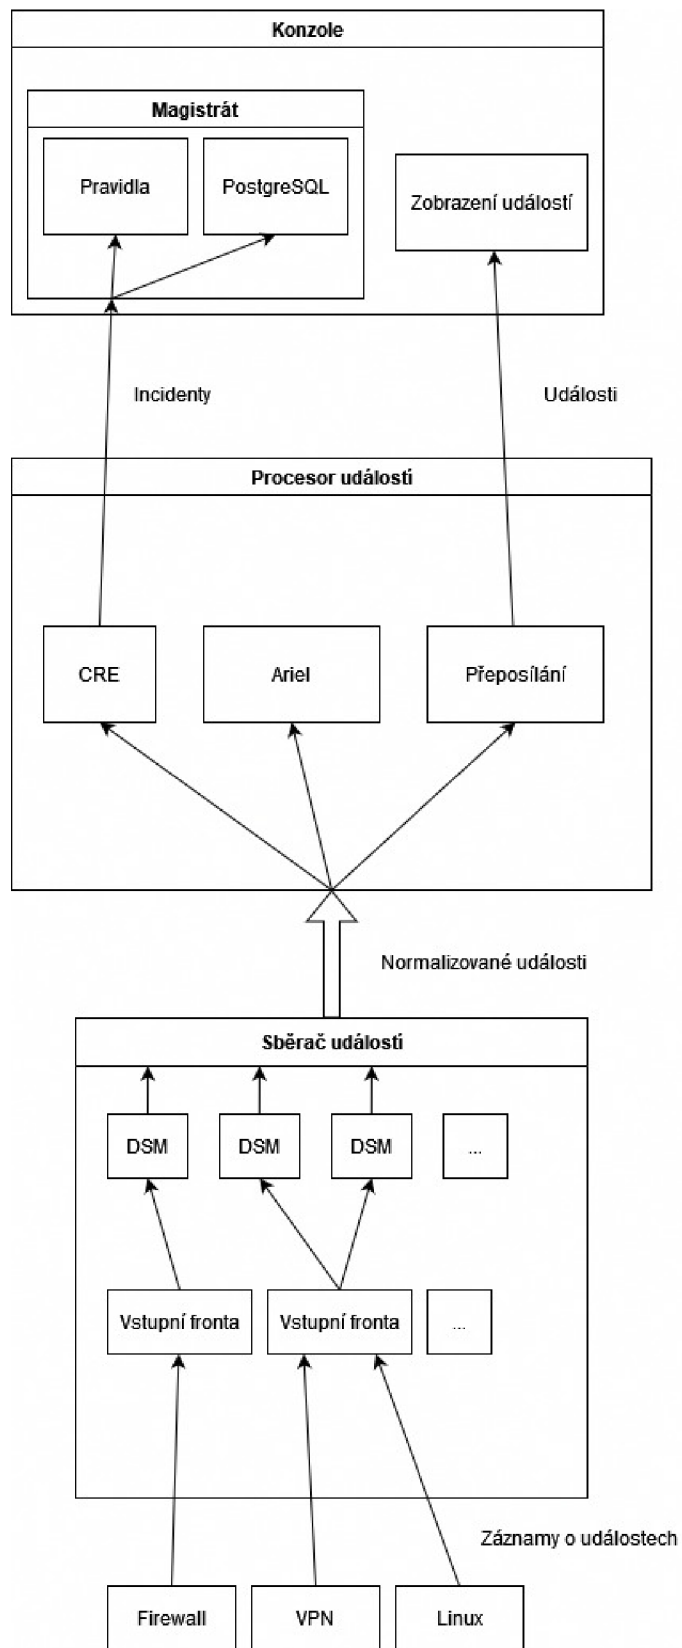 Konzole
Magistrát
Pravidla
PostgreSQL
Zobrazení událostí
Incidenty
Události
Procesor událostí
CRE
Ariel
Přeposílání
Normalizované události
Sběrač událostí
DSM
DSM
DSM
...
Vstupní fronta
Vstupní fronta
...
Záznamy o událostech
Firewall
VPN
Linux